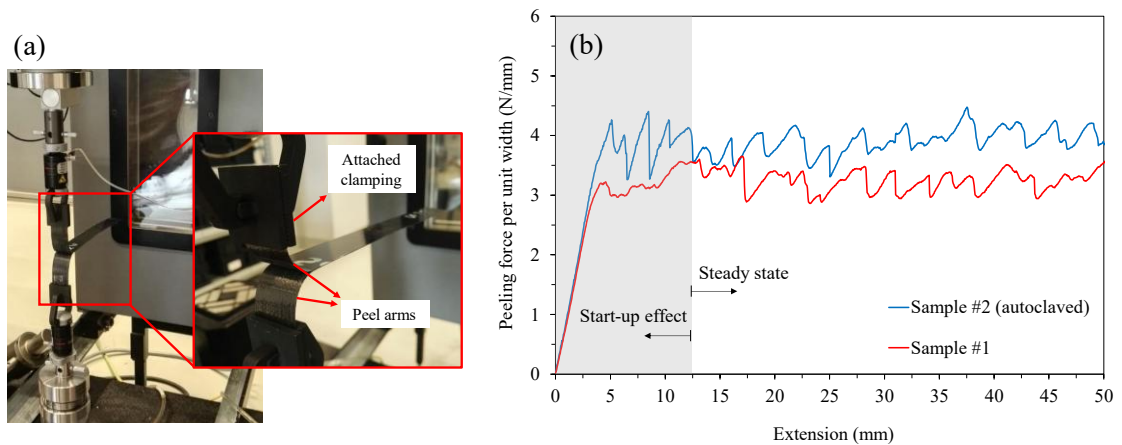 (a)
Attached
clamping
Peel arms
(b)
Peeling force per unit width (N/mm)
6
5
4
3
2
1
0
Steady state
Start-up effect
Sample #2 (autoclaved)
Sample #1
0
5
10
15
20
25
30
35
40
45
50
Extension (mm)